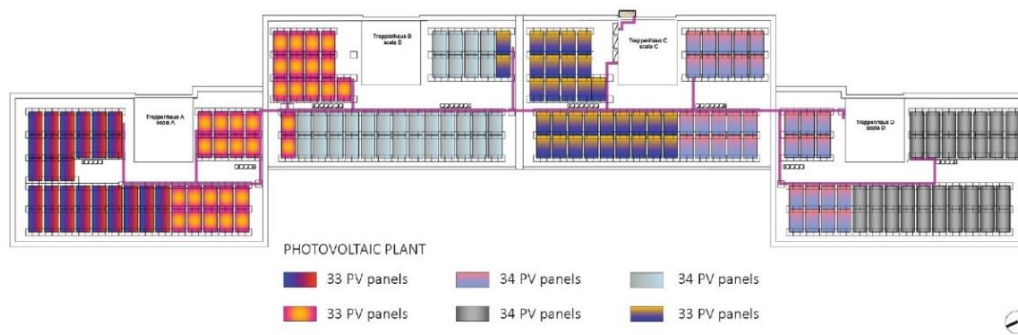 Treppenhaus B
scala B
Treppenhaus C
scala C
Treppenhaus A
scala A
Treppenhaus D
scala D
PHOTOVOLTAIC PLANT
33 PV panels
34 PV panels
34 PV panels
33 PV panels
34 PV panels
33 PV panels